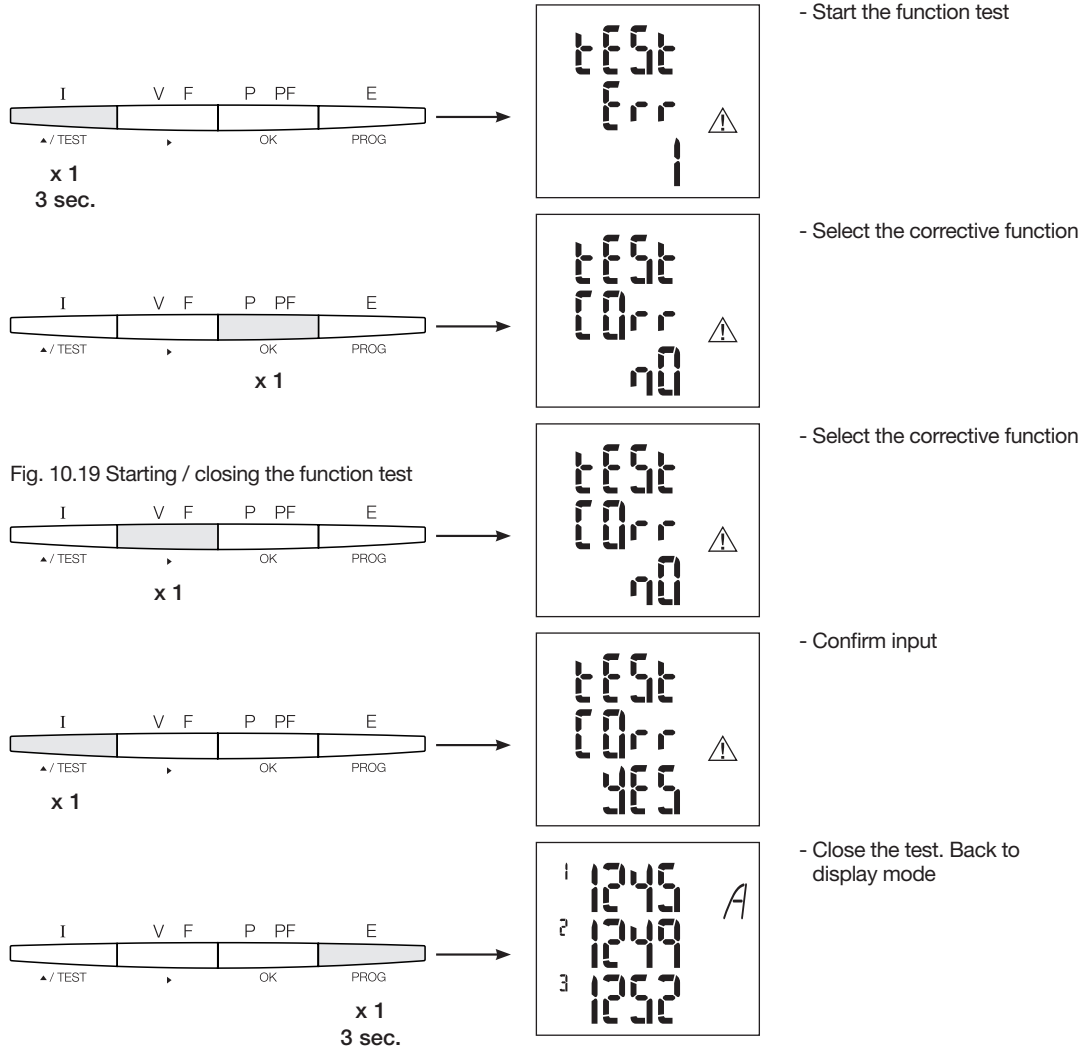 I V F P PF E
▲ / TEST ▸ OK PROG
x 1
3 sec.
tESt
Err
1
- Start the function test
I V F P PF E
▲ / TEST ▸ OK PROG
x 1
tESt
COrr
nO
- Select the corrective function
Fig. 10.19 Starting / closing the function test
I V F P PF E
▲ / TEST ▸ OK PROG
x 1
tESt
COrr
nO
- Select the corrective function
I V F P PF E
▲ / TEST ▸ OK PROG
x 1
tESt
COrr
YES
- Confirm input
I V F P PF E
▲ / TEST ▸ OK PROG
x 1
3 sec.
1 1245 A
2 1249
3 1252
- Close the test. Back to
display mode